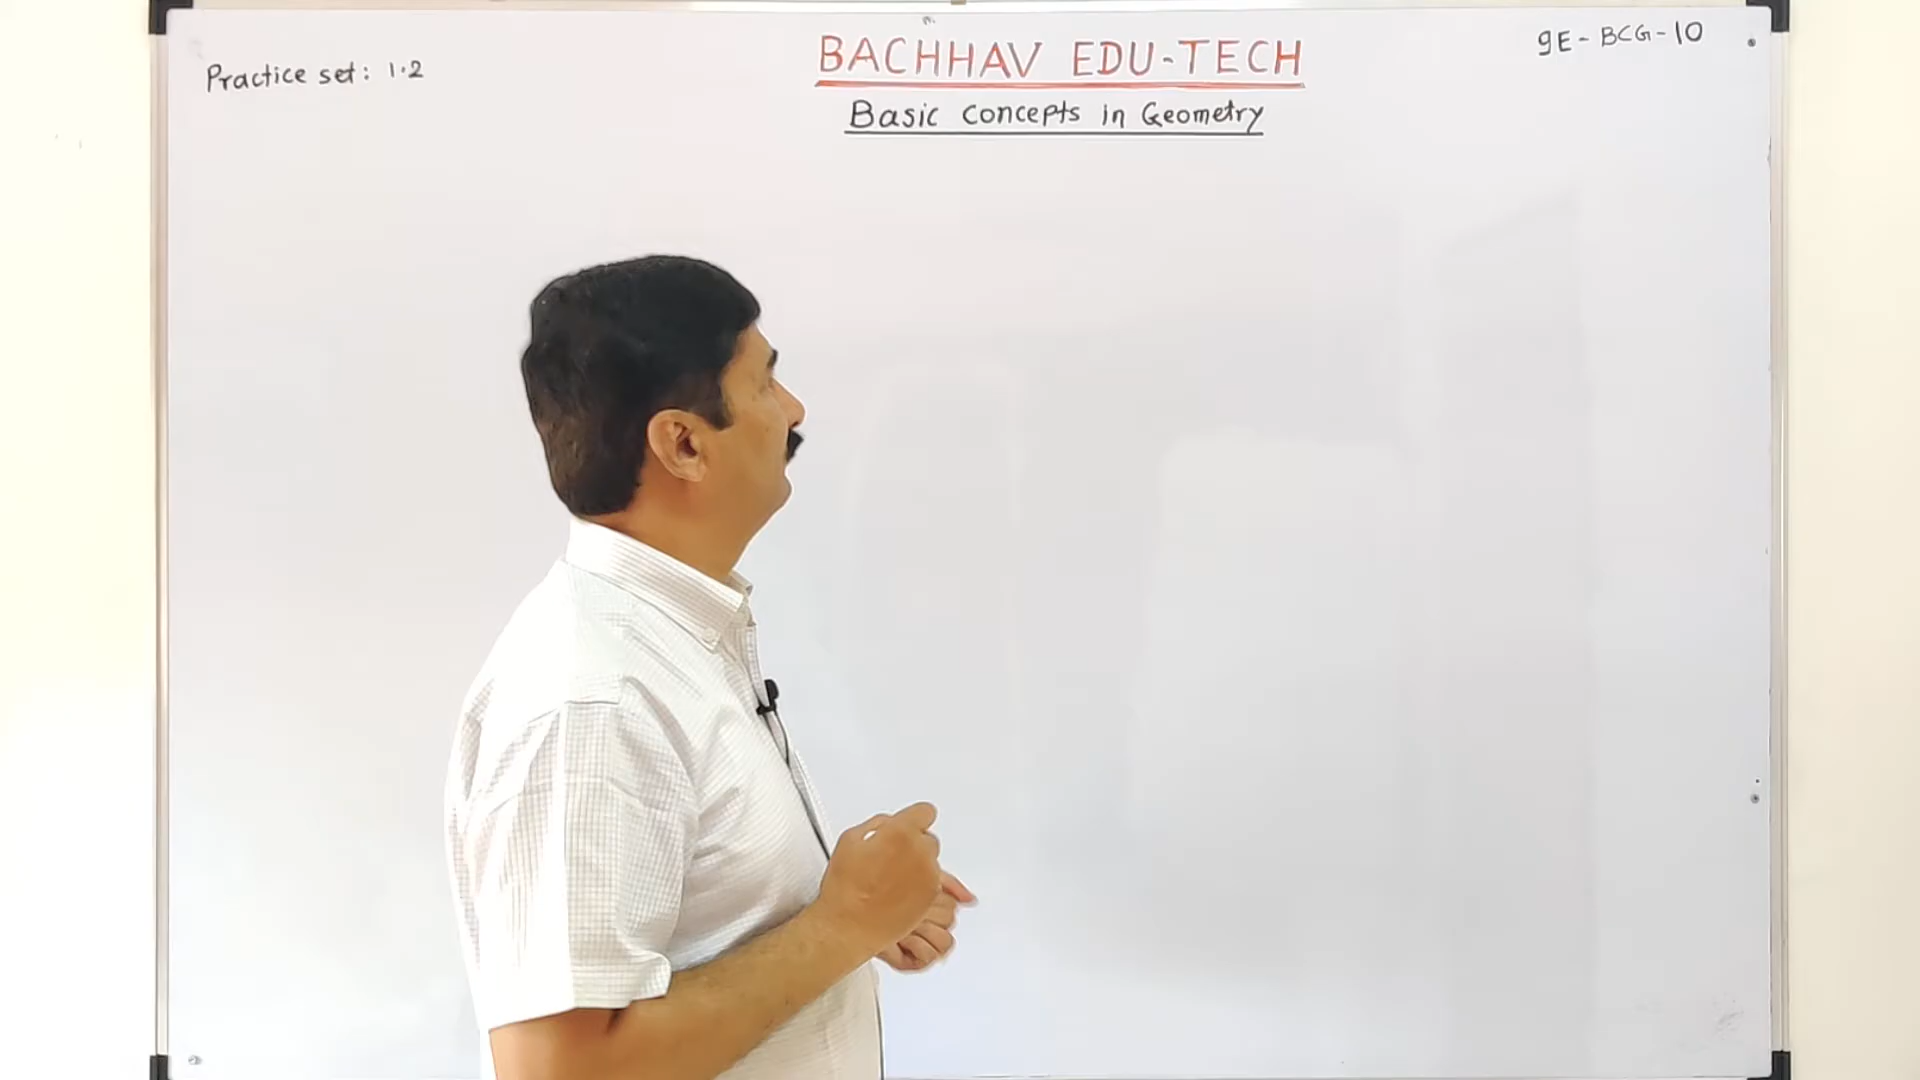 BACHHAV EDU-TECH
9E-BCG-10
Practice set: 1.2
Basic Concepts in Geometry